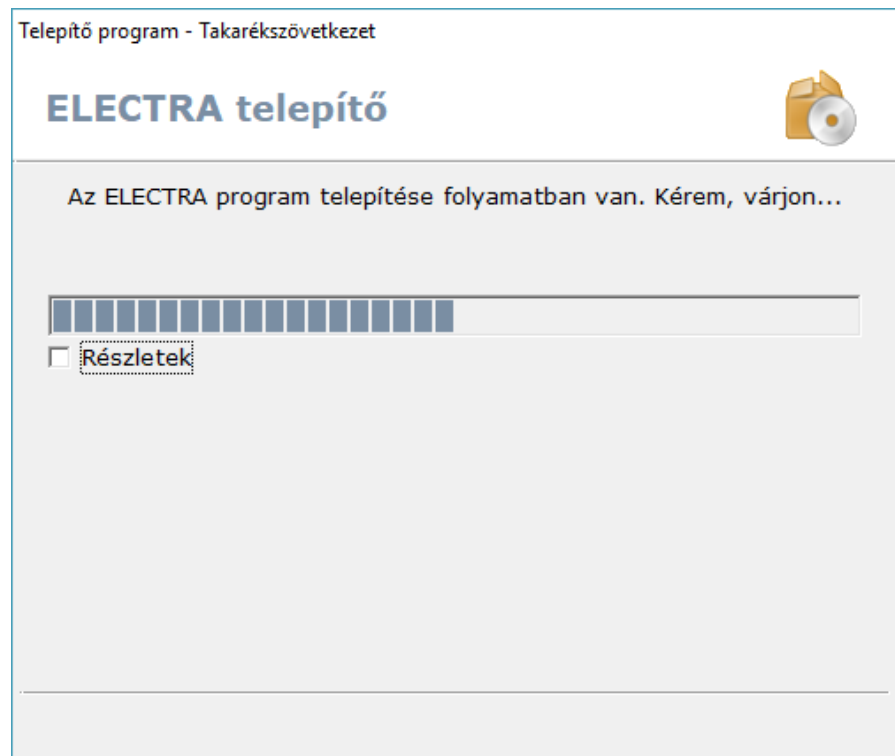 Telepítő program - Takarékszövetkezet
ELECTRA telepítő
Az ELECTRA program telepítése folyamatban van. Kérem, várjon...
Részletek